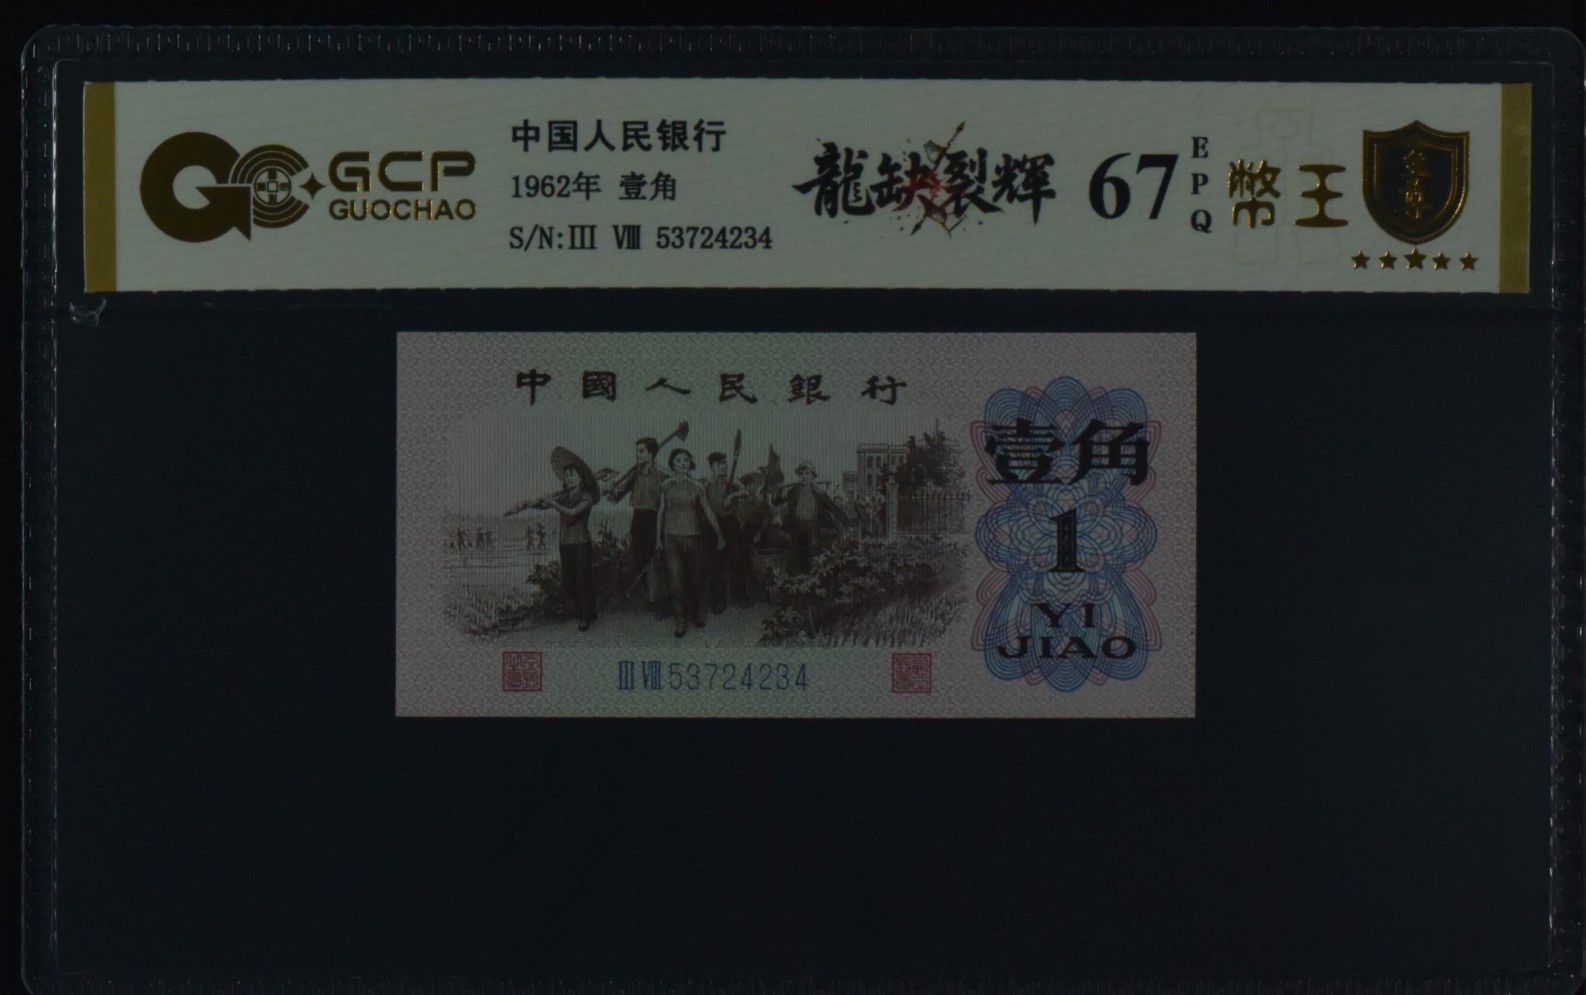 GCP
GUOCHAO
中国人民银行
1962年 壹角
S/N:III VIII 53724234
龍缺裂辉
67
EPQ
幣王
中國人民銀行
壹角
1
YI
JIAO
III VIII 53724234